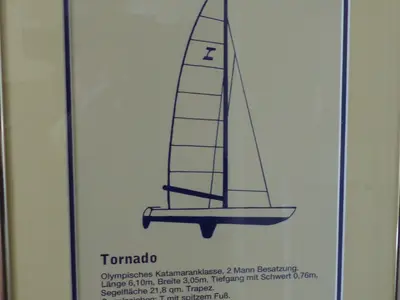 Tornado
Olympisches Katamaranklasse, 2 Mann Besatzung.
Länge 6,10m, Breite 3,05m, Tiefgang mit Schwert 0,76m,
Segelfläche 21,8 qm. Trapez.
T mit spitzem Fuß.